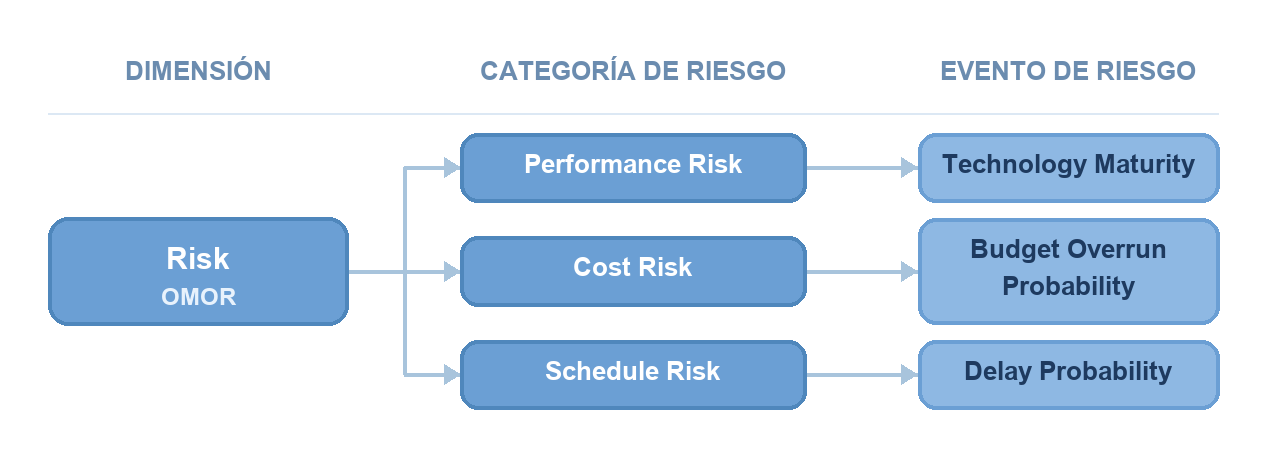 DIMENSIÓN
CATEGORÍA DE RIESGO
EVENTO DE RIESGO
Risk
OMOR
Performance Risk
Technology Maturity
Cost Risk
Budget Overrun
Probability
Schedule Risk
Delay Probability